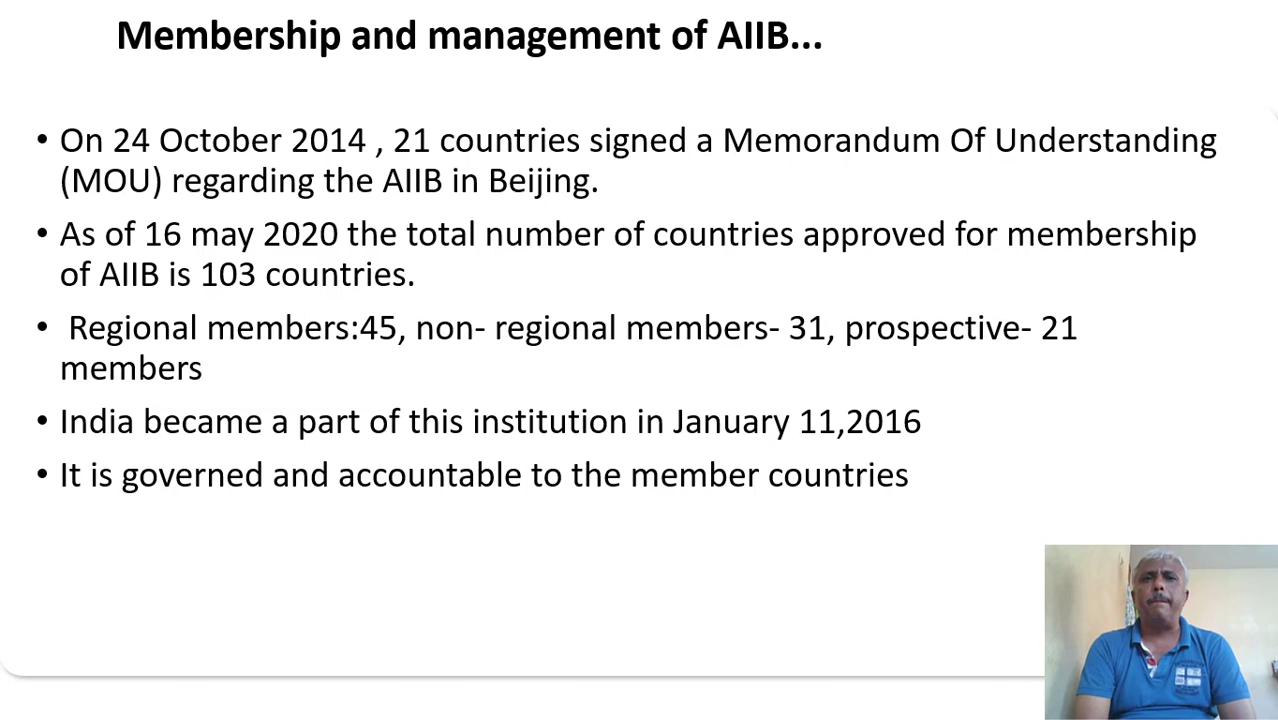 Membership and management of AIIB...
• On 24 October 2014 , 21 countries signed a Memorandum Of Understanding
(MOU) regarding the AIIB in Beijing.
• As of 16 may 2020 the total number of countries approved for membership
of AIIB is 103 countries.
• Regional members:45, non- regional members- 31, prospective- 21
members
• India became a part of this institution in January 11,2016
• It is governed and accountable to the member countries